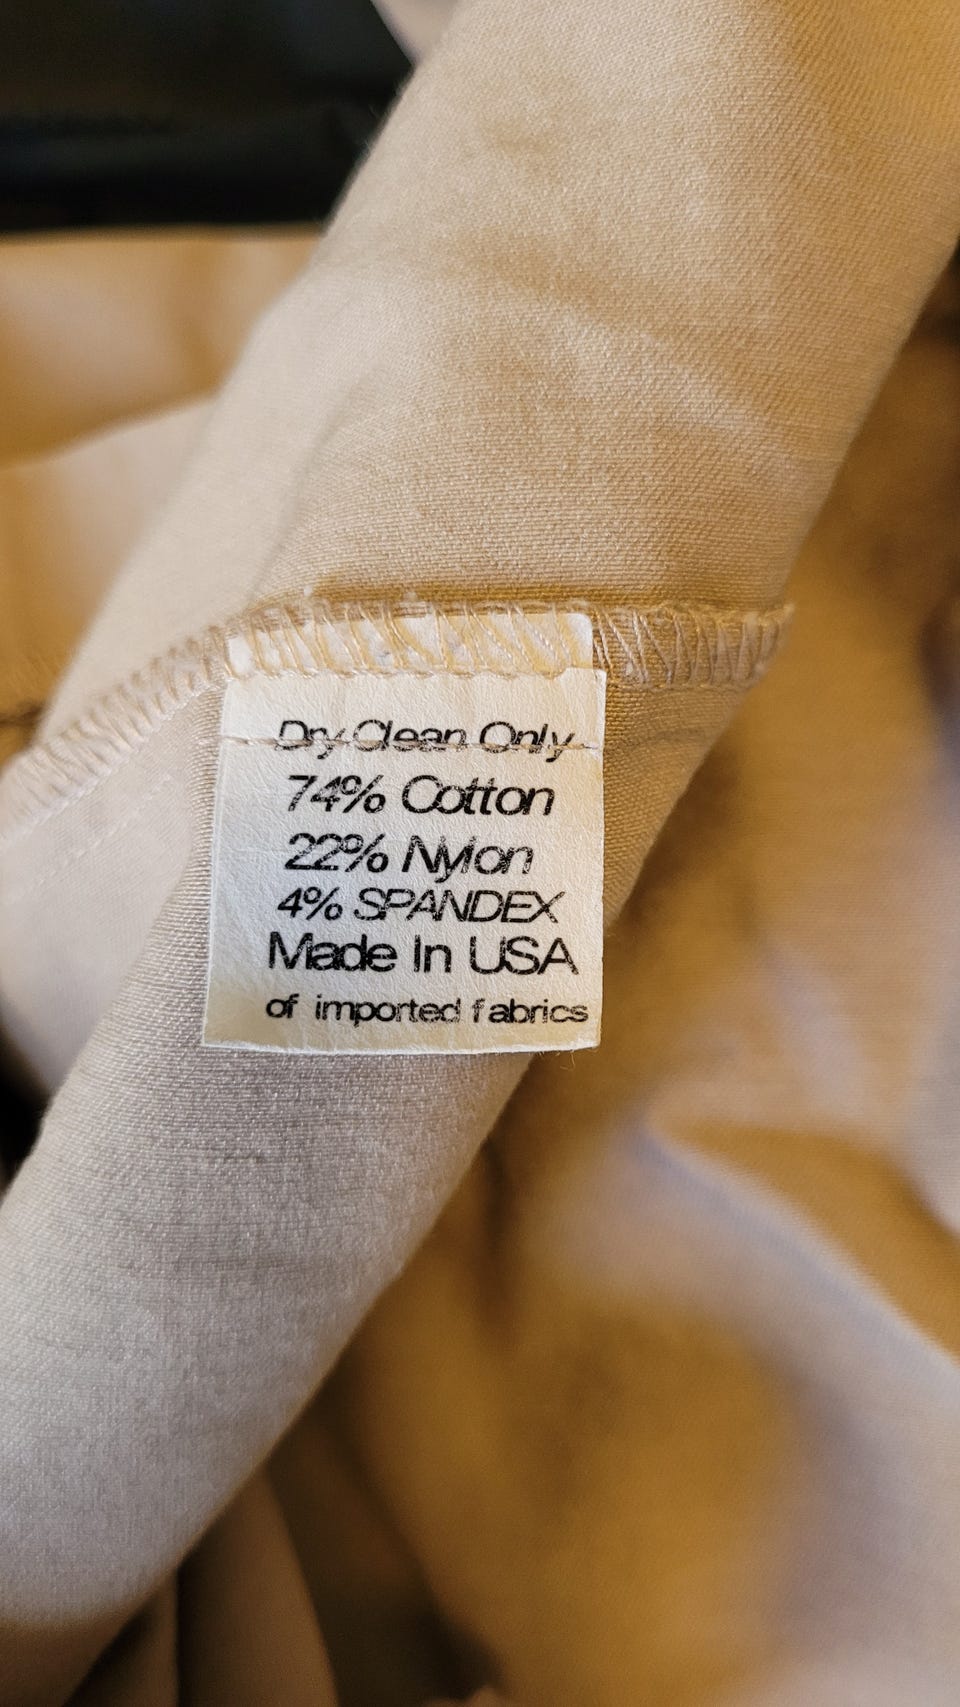 Dry Clean Only
74% Cotton
22% Nylon
4% SPANDEX
Made In USA
of imported fabrics